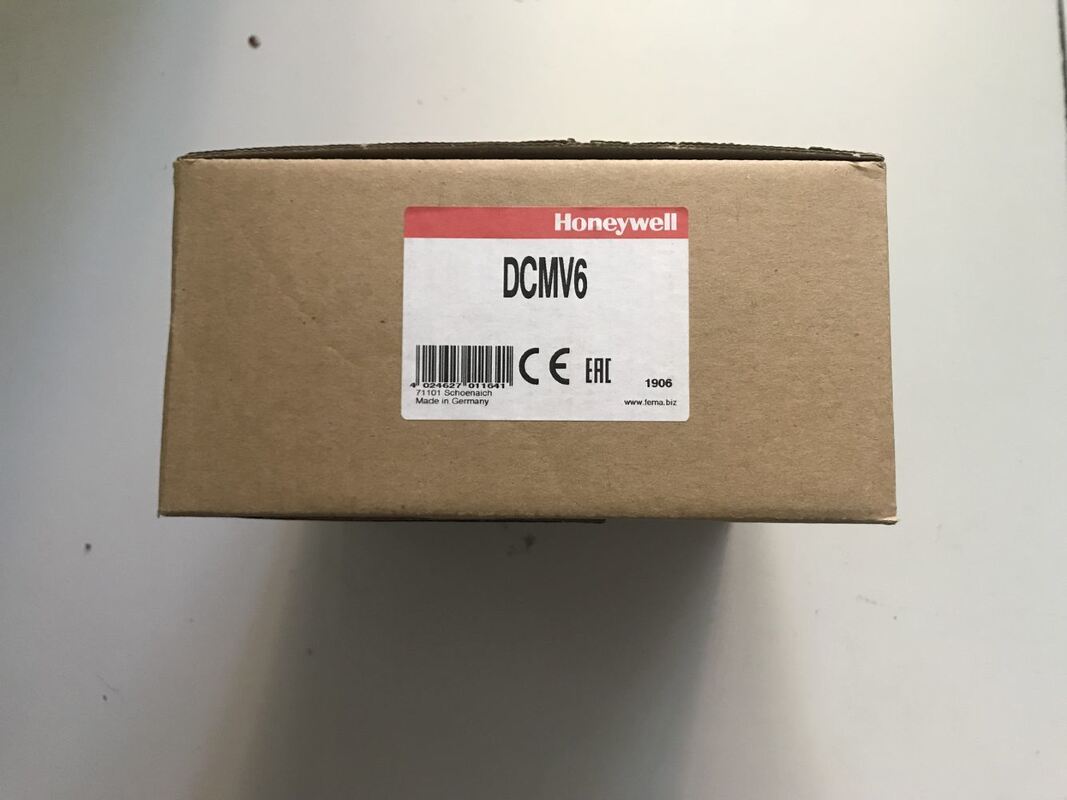 Honeywell
DCMV6
CE EAC
4 024627 011641
1906
71101 Schoenaich
Made in Germany
www.fema.biz